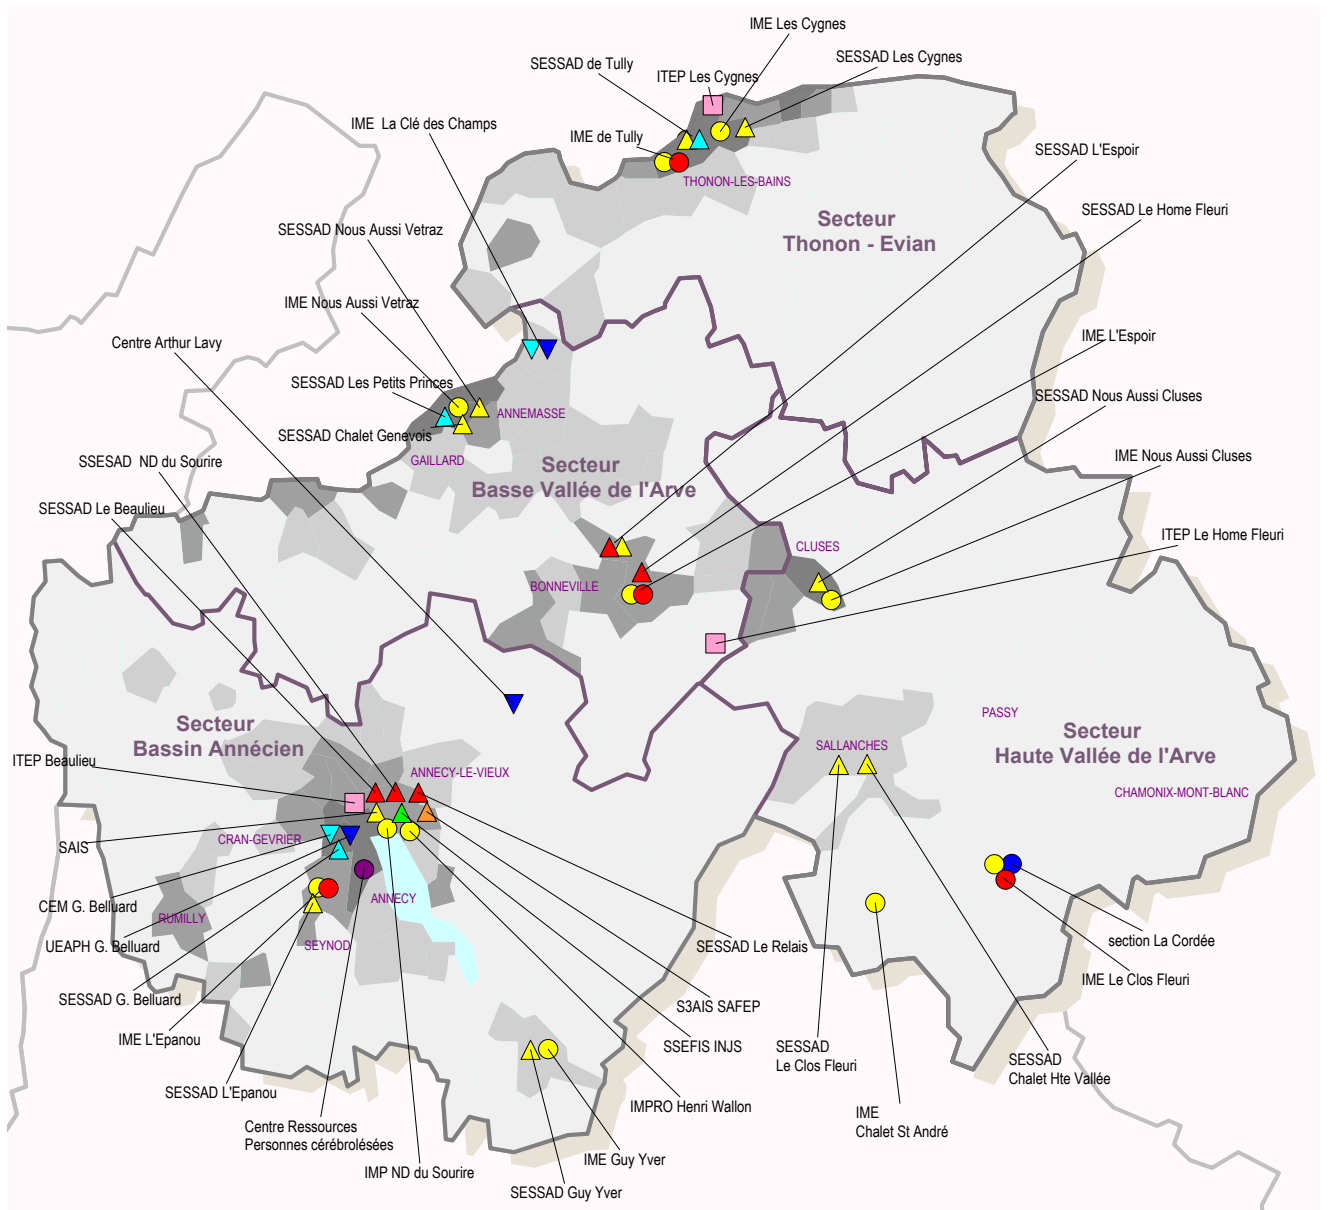 IME Les Cygnes
SESSAD de Tully
SESSAD Les Cygnes
ITEP Les Cygnes
IME La Clé des Champs
IME de Tully
SESSAD L'Espoir
THONON-LES-BAINS
SESSAD Le Home Fleuri
Secteur
Thonon - Evian
SESSAD Nous Aussi Vetraz
IME Nous Aussi Vetraz
Centre Arthur Lavy
IME L'Espoir
SESSAD Les Petits Princes
SESSAD Nous Aussi Cluses
ANNEMASSE
SESSAD Chalet Genevois
GAILLARD
SSESAD ND du Sourire
Secteur
Basse Vallée de l'Arve
IME Nous Aussi Cluses
SESSAD Le Beaulieu
ITEP Le Home Fleuri
CLUSES
BONNEVILLE
PASSY
Secteur
Bassin Annécien
Secteur
Haute Vallée de l'Arve
SALLANCHES
ITEP Beaulieu
ANNECY-LE-VIEUX
CHAMONIX-MONT-BLANC
CRAN-GEVRIER
SAIS
ANNECY
CEM G. Belluard
RUMILLY
UEAPH G. Belluard
SEYNOD
SESSAD Le Relais
section La Cordée
IME Le Clos Fleuri
SESSAD G. Belluard
S3AIS SAFEP
IME L'Epanou
SSEFIS INJS
SESSAD
Le Clos Fleuri
SESSAD
Chalet Hte Vallée
SESSAD L'Epanou
IMPRO Henri Wallon
IME
Chalet St André
Centre Ressources
Personnes cérébrolésées
IMP ND du Sourire
IME Guy Yver
SESSAD Guy Yver